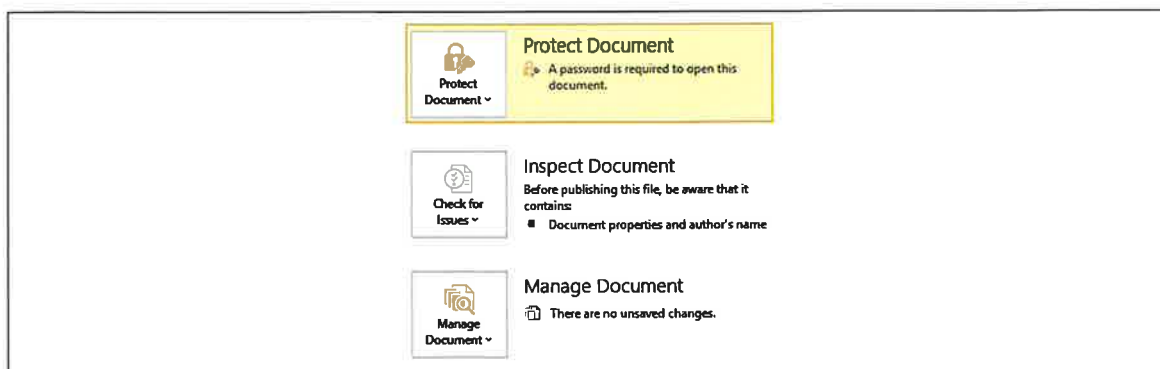 Protect
Document
Protect Document
A password is required to open this
document.
Check for
Issues
Inspect Document
Before publishing this file, be aware that it
contains:
Document properties and author's name
Manage
Document
Manage Document
There are no unsaved changes.